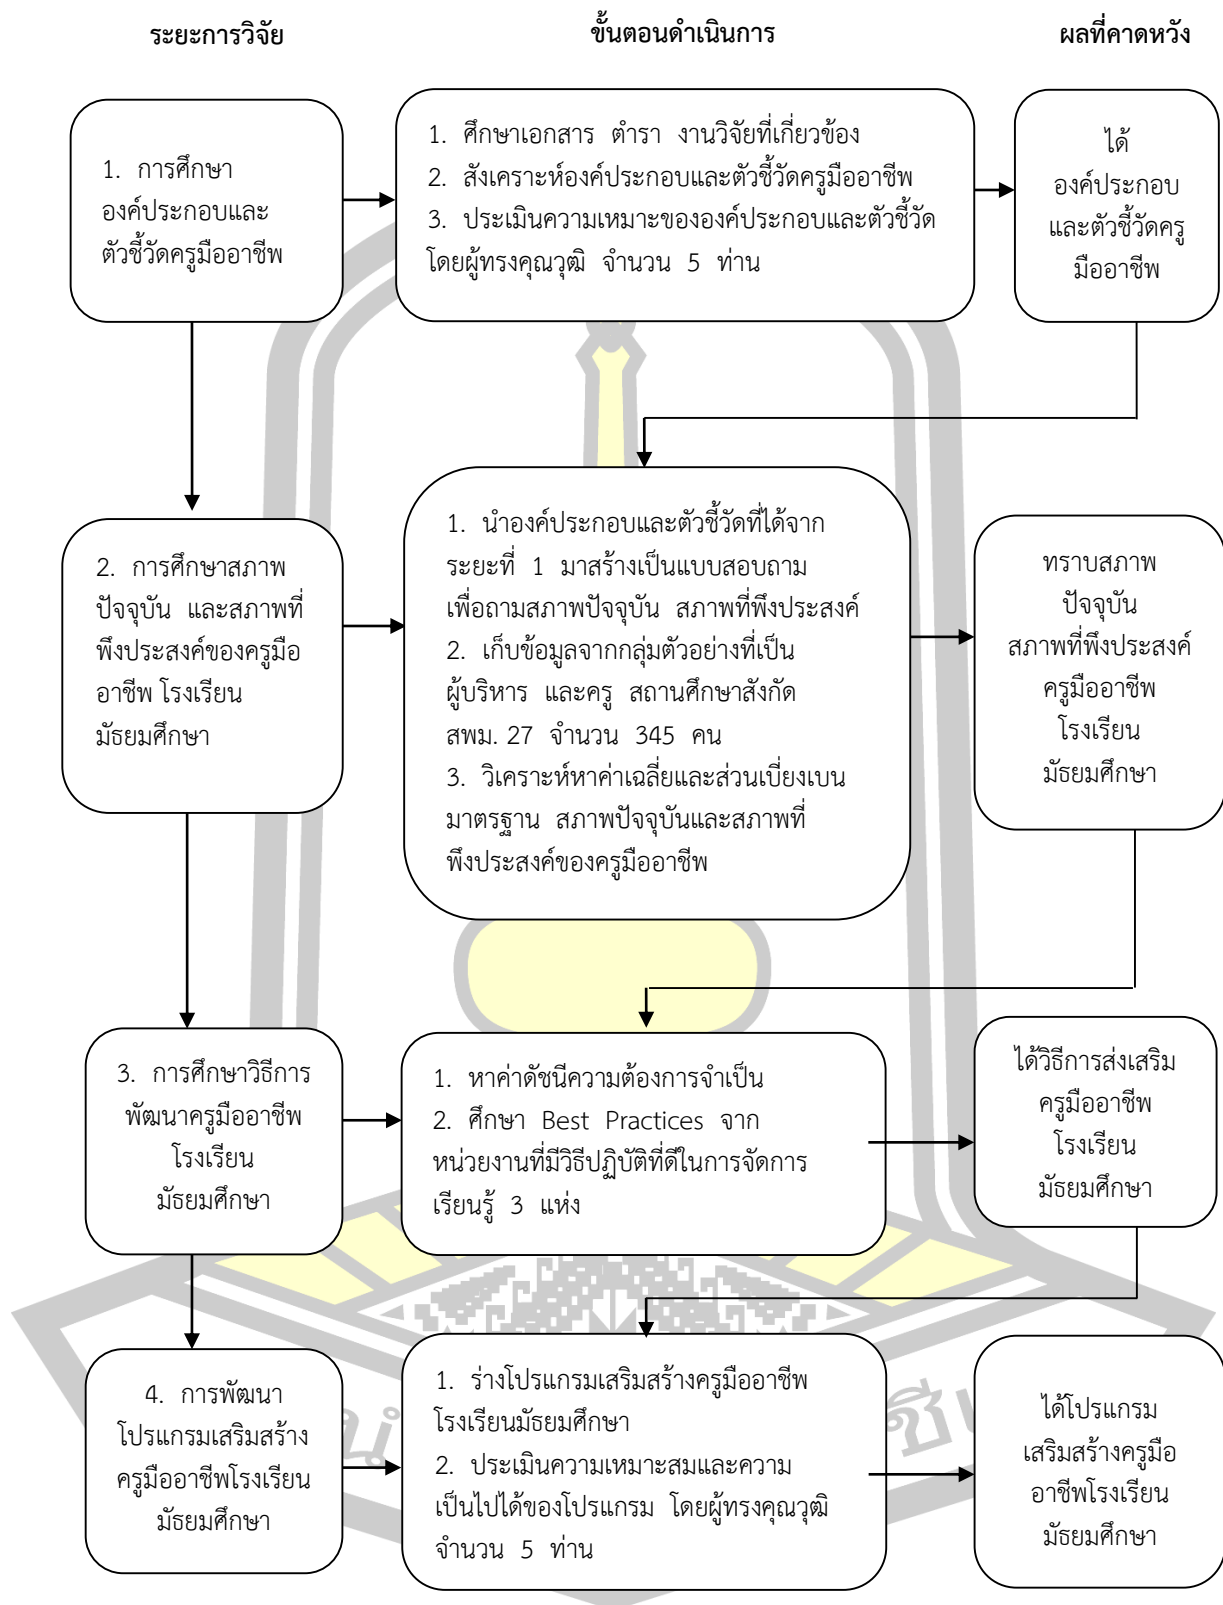 ระยะการวิจัย
ขั้นตอนดำเนินการ
ผลที่คาดหวัง
1. การศึกษา
องค์ประกอบและ
ตัวชี้วัดครูมืออาชีพ
1. ศึกษาเอกสาร ตำรา งานวิจัยที่เกี่ยวข้อง
2. สังเคราะห์องค์ประกอบและตัวชี้วัดครูมืออาชีพ
3. ประเมินความเหมาะขององค์ประกอบและตัวชี้วัด
โดยผู้ทรงคุณวุฒิ จำนวน 5 ท่าน
ได้
องค์ประกอบ
และตัวชี้วัดครู
มืออาชีพ
2. การศึกษาสภาพ
ปัจจุบัน และสภาพที่
พึงประสงค์ของครูมือ
อาชีพ โรงเรียน
มัธยมศึกษา
1. นำองค์ประกอบและตัวชี้วัดที่ได้จาก
ระยะที่ 1 มาสร้างเป็นแบบสอบถาม
เพื่อถามสภาพปัจจุบัน สภาพที่พึงประสงค์
2. เก็บข้อมูลจากกลุ่มตัวอย่างที่เป็น
ผู้บริหาร และครู สถานศึกษาสังกัด
สพม. 27 จำนวน 345 คน
3. วิเคราะห์หาค่าเฉลี่ยและส่วนเบี่ยงเบน
มาตรฐาน สภาพปัจจุบันและสภาพที่
พึงประสงค์ของครูมืออาชีพ
ทราบสภาพ
ปัจจุบัน
สภาพที่พึงประสงค์
ครูมืออาชีพ
โรงเรียน
มัธยมศึกษา
3. การศึกษาวิธีการ
พัฒนาครูมืออาชีพ
โรงเรียน
มัธยมศึกษา
1. หาค่าดัชนีความต้องการจำเป็น
2. ศึกษา Best Practices จาก
หน่วยงานที่มีวิธีปฏิบัติที่ดีในการจัดการ
เรียนรู้ 3 แห่ง
ได้วิธีการส่งเสริม
ครูมืออาชีพ
โรงเรียน
มัธยมศึกษา
4. การพัฒนา
โปรแกรมเสริมสร้าง
ครูมืออาชีพโรงเรียน
มัธยมศึกษา
1. ร่างโปรแกรมเสริมสร้างครูมืออาชีพ
โรงเรียนมัธยมศึกษา
2. ประเมินความเหมาะสมและความ
เป็นไปได้ของโปรแกรม โดยผู้ทรงคุณวุฒิ
จำนวน 5 ท่าน
ได้โปรแกรม
เสริมสร้างครูมือ
อาชีพโรงเรียน
มัธยมศึกษา